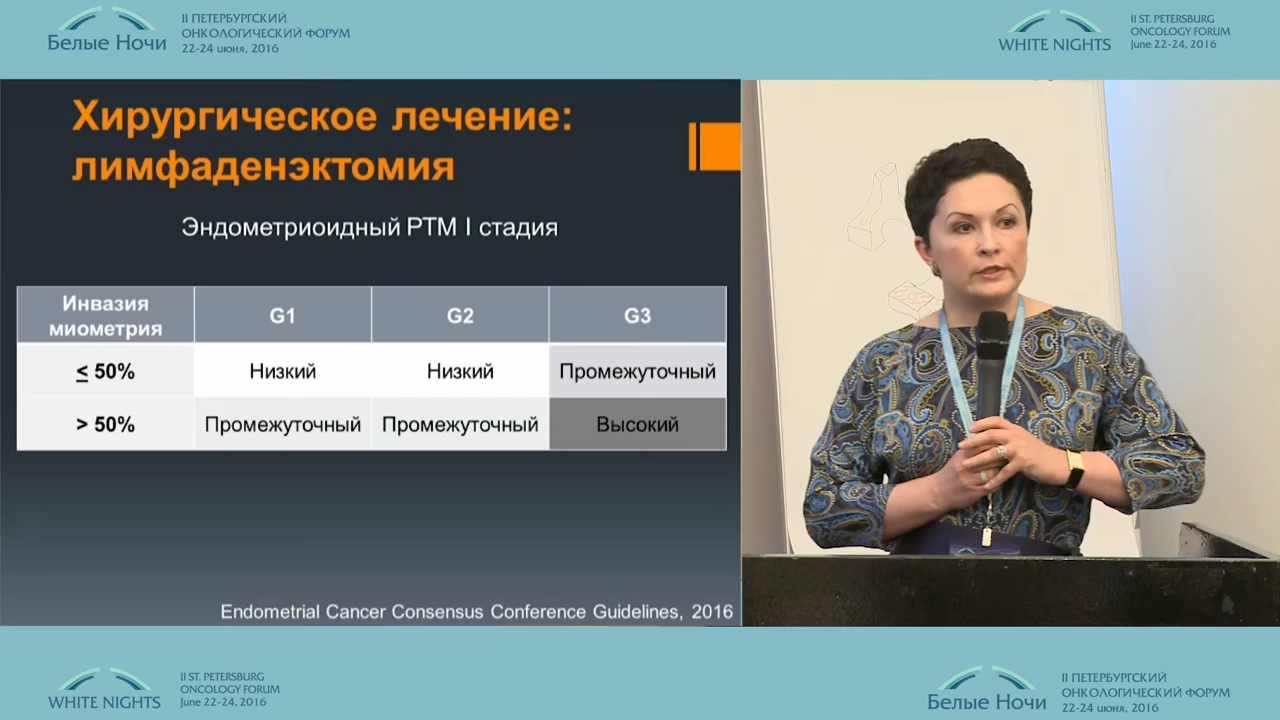 Белые Ночи
II ПЕТЕРБУРГСКИЙ
ОНКОЛОГИЧЕСКИЙ ФОРУМ
22-24 июня, 2016
WHITE NIGHTS
II ST. PETERSBURG
ONCOLOGY FORUM
June 22-24, 2016
Хирургическое лечение:
лимфаденэктомия
Эндометриоидный РТМ I стадия
Инвазия
миометрия
G1
G2
G3
≤ 50%
Низкий
Низкий
Промежуточный
> 50%
Промежуточный
Промежуточный
Высокий
Endometrial Cancer Consensus Conference Guidelines, 2016
WHITE NIGHTS
II ST. PETERSBURG
ONCOLOGY FORUM
June 22-24, 2016
Белые Ночи
II ПЕТЕРБУРГСКИЙ
ОНКОЛОГИЧЕСКИЙ ФОРУМ
22-24 июня, 2016